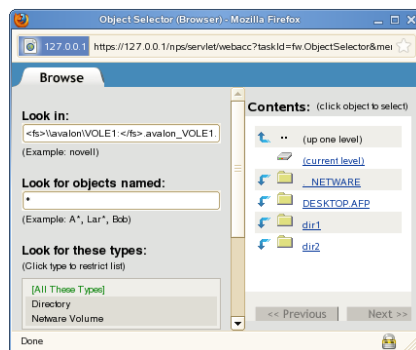 Object Selector (Browser) - Mozilla Firefox
127.0.0.1 https://127.0.0.1/nps/servlet/webacc?taskId=fw.ObjectSelector&me
Browse
Look in:
<fs>\\avalon\VOLE1:</fs>.avalon_VOLE1.
(Example: novell)
Look for objects named:
*
(Example: A*, Lar*, Bob)
Look for these types:
(Click type to restrict list)
[All These Types]
Directory
Netware Volume
Contents: (click object to select)
.. (up one level)
(current level)
._NETWARE
DESKTOP.AFP
dir1
dir2
<< Previous
Next >>
Done